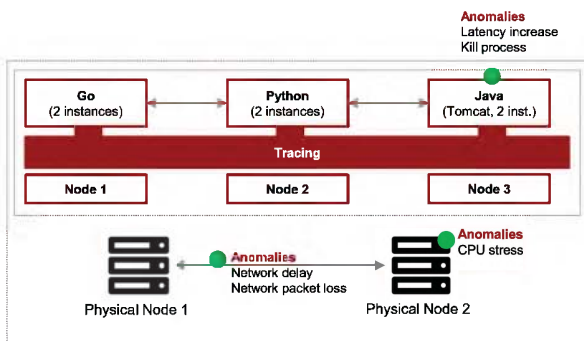 Anomalies
Latency increase
Kill process
Go
(2 instances)
Python
(2 instances)
Java
(Tomcat, 2 inst.)
Tracing
Node 1
Node 2
Node 3
Anomalies
CPU stress
Anomalies
Network delay
Network packet loss
Physical Node 1
Physical Node 2